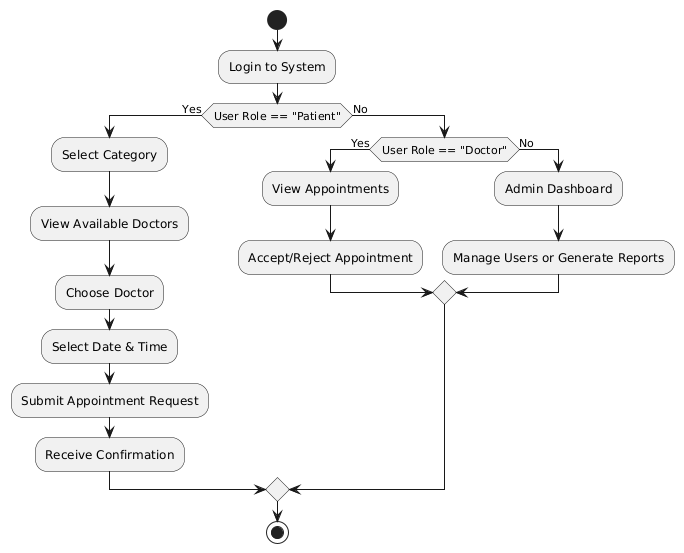 Login to System
Yes
User Role == "Patient"
No
Select Category
View Available Doctors
Choose Doctor
Select Date & Time
Submit Appointment Request
Receive Confirmation
Yes
User Role == "Doctor"
No
View Appointments
Accept/Reject Appointment
Admin Dashboard
Manage Users or Generate Reports